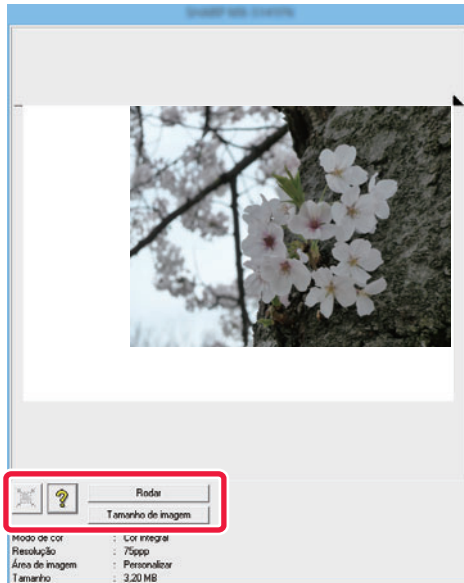 ?
Rodar
Tamanho de imagem
Modo de cor : Cor integral
Resolução : 75ppp
Área de imagem : Personalizar
Tamanho : 3,20 MB